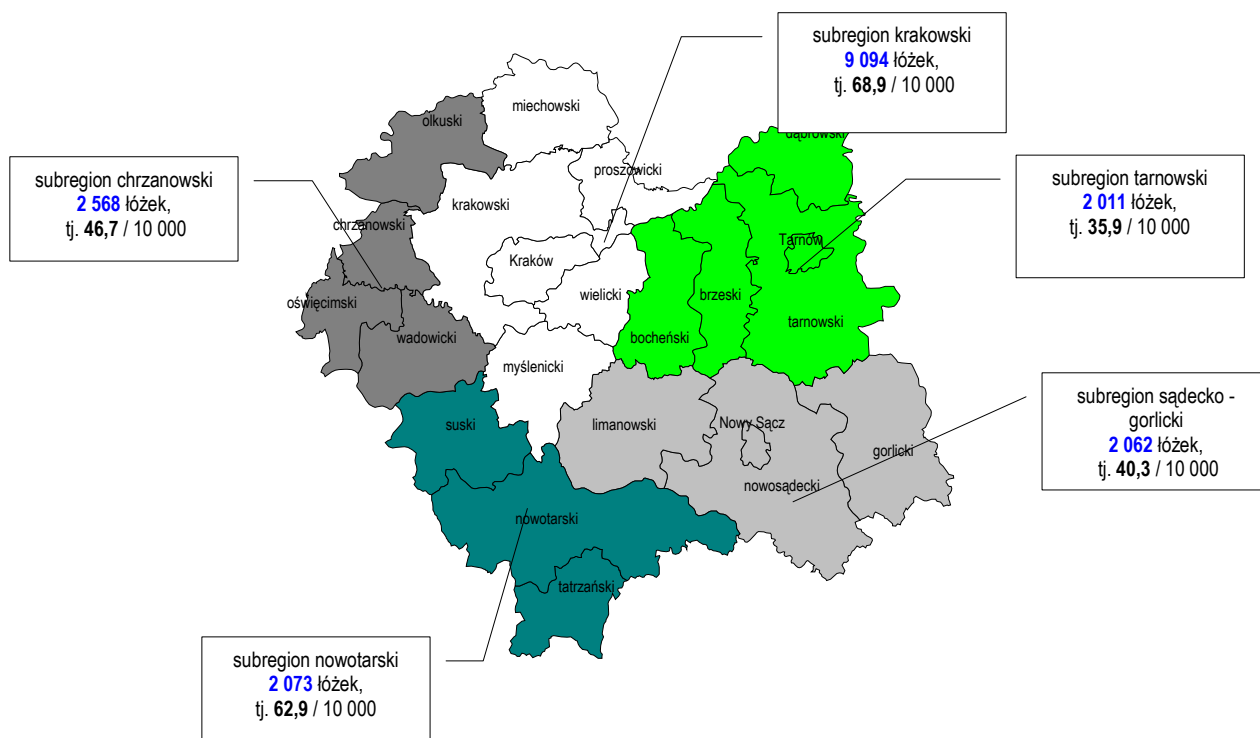 subregion krakowski
9 094 łóżek,
tj. 68,9 / 10 000
miechowski
olkuski
dąbrowski
proszowicki
subregion chrzanowski
2 568 łóżek,
tj. 46,7 / 10 000
subregion tarnowski
2 011 łóżek,
tj. 35,9 / 10 000
krakowski
chrzanowski
Tarnów
Kraków
wielicki
brzeski
oświęcimski
tarnowski
wadowicki
bocheński
myślenicki
subregion sądecko -
gorlicki
2 062 łóżek,
tj. 40,3 / 10 000
suski
limanowski
Nowy Sącz
gorlicki
nowosądecki
nowotarski
tatrzański
subregion nowotarski
2 073 łóżek,
tj. 62,9 / 10 000